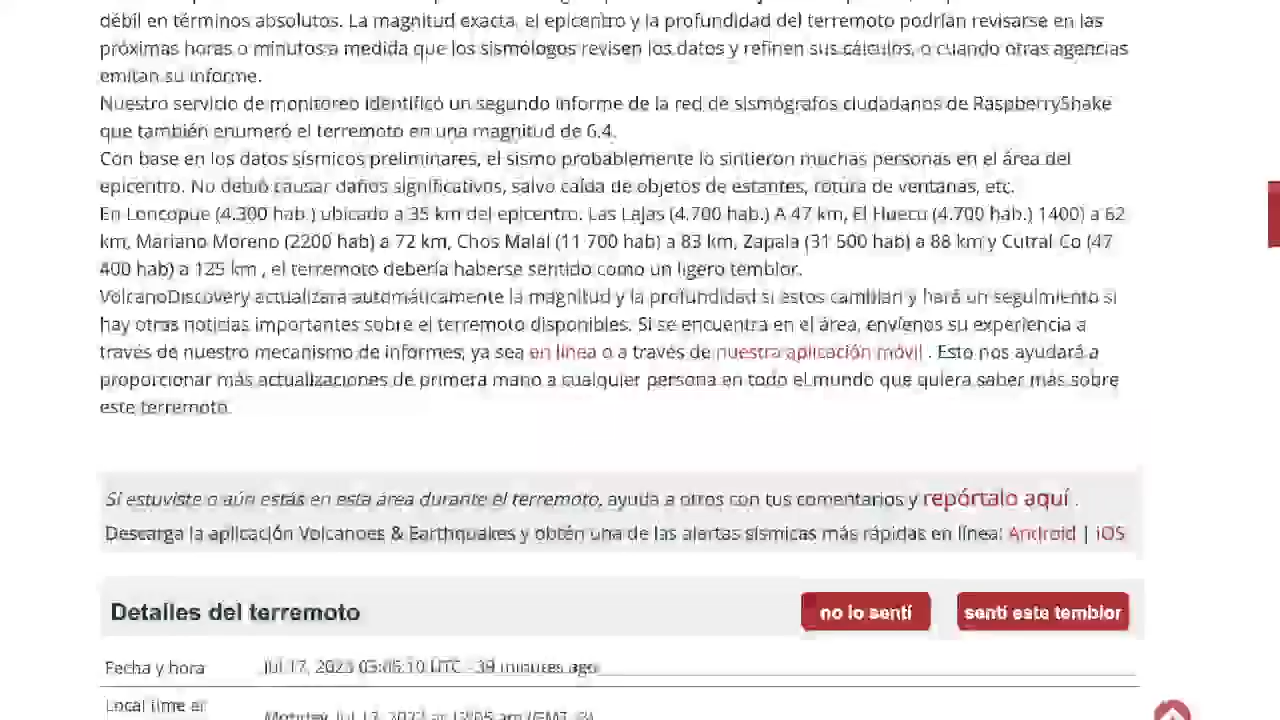 débil en términos absolutos. La magnitud exacta, el epicentro y la profundidad del terremoto podrían revisarse en las
próximas horas o minutos a medida que los sismólogos revisen los datos y refinen sus cálculos, o cuando otras agencias
emitan su informe.
Nuestro servicio de monitoreo identificó un segundo informe de la red de sismógrafos ciudadanos de RaspberryShake
que también enumeró el terremoto en una magnitud de 6.4.
Con base en los datos sísmicos preliminares, el sismo probablemente lo sintieron muchas personas en el área del
epicentro. No debió causar daños significativos, salvo caída de objetos de estantes, rotura de ventanas, etc.
En Loncopue (4.300 hab.) ubicado a 35 km del epicentro. Las Lajas (4.700 hab.) A 47 km, El Huecu (4.700 hab.) 1400) a 62
km, Mariano Moreno (2200 hab) a 72 km, Chos Malal (11 700 hab) a 83 km, Zapala (31 500 hab) a 88 km y Cutral-Co (47
400 hab) a 125 km , el terremoto debería haberse sentido como un ligero temblor.
VolcanoDiscovery actualizará automáticamente la magnitud y la profundidad si estos cambian y hará un seguimiento si
hay otras noticias importantes sobre el terremoto disponibles. Si se encuentra en el área, envíenos su experiencia a
través de nuestro mecanismo de informes, ya sea en línea o a través de nuestra aplicación móvil . Esto nos ayudará a
proporcionar más actualizaciones de primera mano a cualquier persona en todo el mundo que quiera saber más sobre
este terremoto.
Si estuviste o aún estás en esta área durante el terremoto, ayuda a otros con tus comentarios y repórtalo aquí .
Descarga la aplicación Volcanoes & Earthquakes y obtén una de las alertas sísmicas más rápidas en línea: Android | iOS
Detalles del terremoto no lo sentí sentí este temblor
Fecha y hora Jul 17, 2023 UTC - 39 minutes ago
Local time at
Monday, Jul 17, 2023 at am